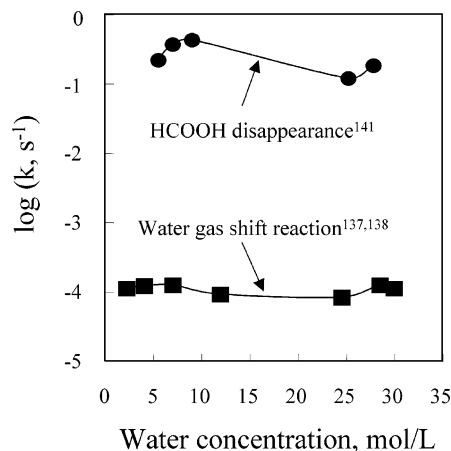 0
-1
-2
-3
-4
-5
log (k, s⁻¹)
HCOOH disappearance¹⁴¹
Water gas shift reaction¹³⁷,¹³⁸
0 5 10 15 20 25 30 35
Water concentration, mol/L